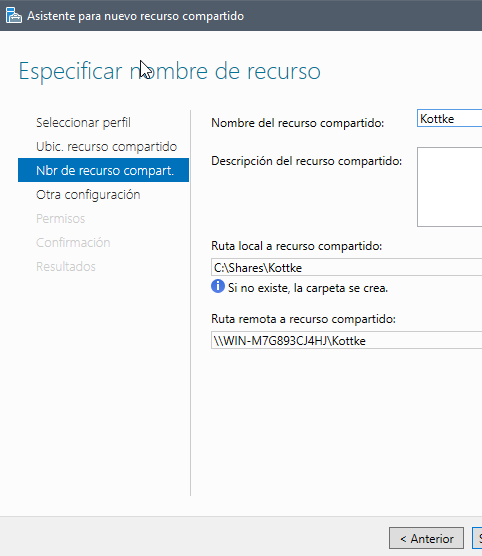 Asistente para nuevo recurso compartido
Especificar nombre de recurso
Seleccionar perfil
Ubic. recurso compartido
Nbr de recurso compart.
Otra configuración
Permisos
Confirmación
Resultados
Nombre del recurso compartido:
Kottke
Descripción del recurso compartido:
Ruta local a recurso compartido:
C:\Shares\Kottke
Si no existe, la carpeta se crea.
Ruta remota a recurso compartido:
\\WIN-M7G893CJ4HJ\Kottke
< Anterior